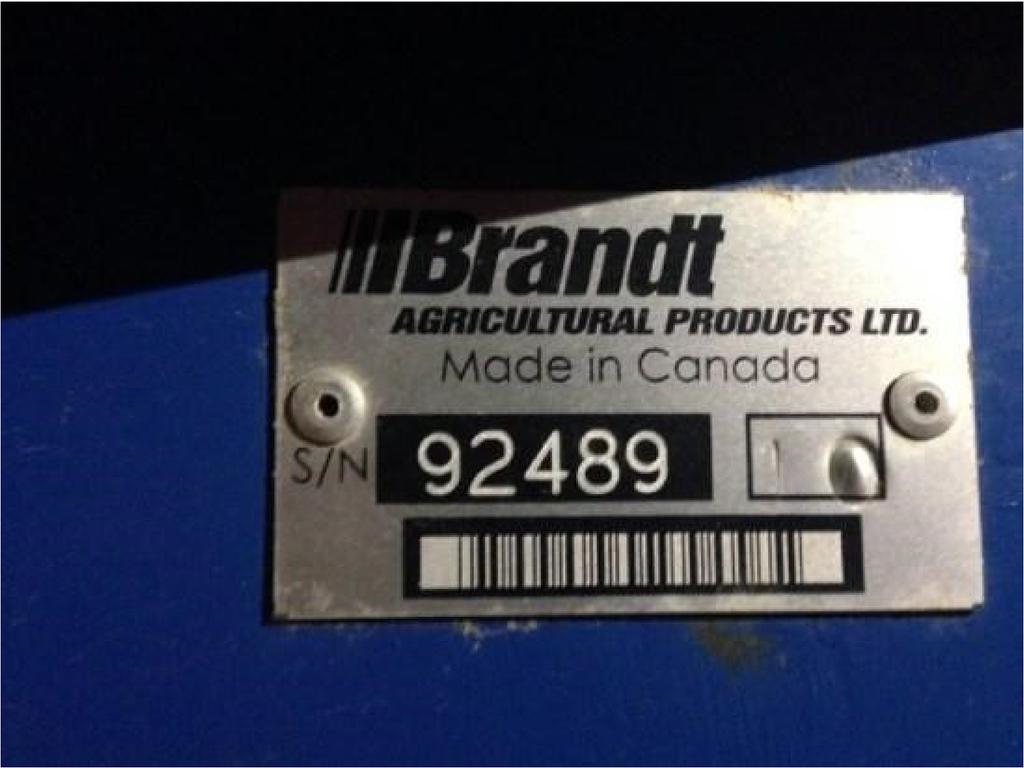 Brandt
AGRICULTURAL PRODUCTS LTD.
Made in Canada
S/N 92489